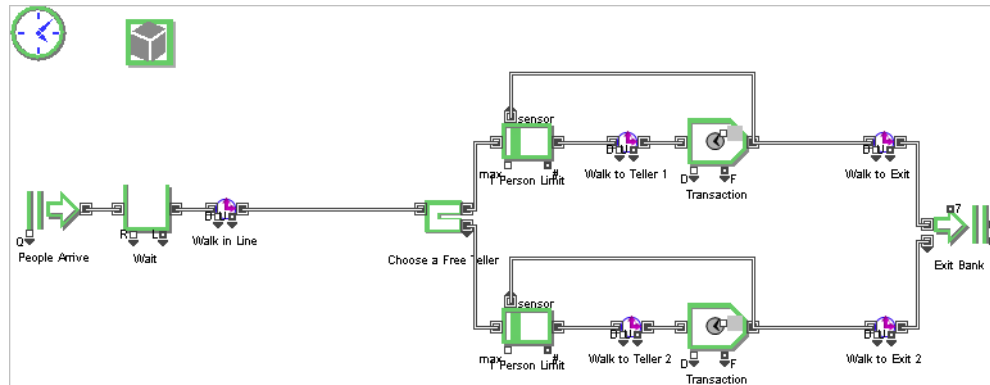 sensor
max
#
1 Person Limit
D U
Walk to Teller 1
D F
Transaction
D U
Walk to Exit
Q
People Arrive
R L
Wait
D U
Walk in Line
Choose a Free Teller
7
Exit Bank
sensor
max
#
1 Person Limit
D U
Walk to Teller 2
D F
Transaction
D U
Walk to Exit 2